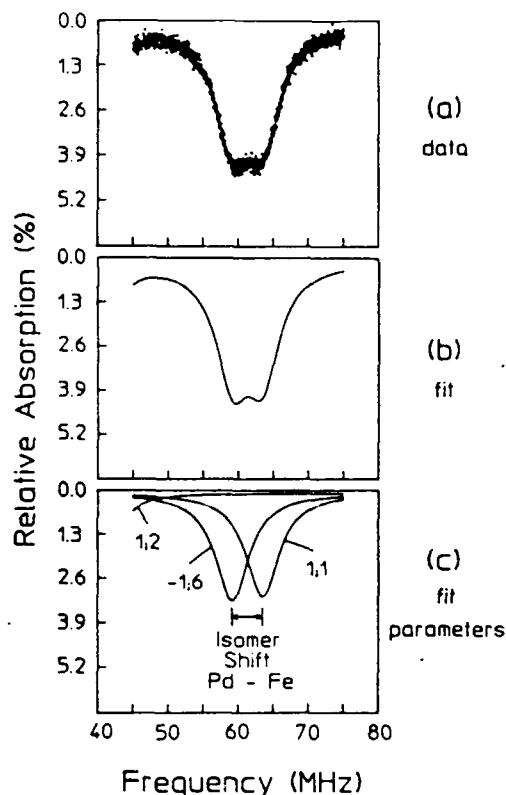 0.0
1.3
2.6
3.9
5.2
(a)
data
0.0
1.3
2.6
3.9
5.2
(b)
fit
0.0
1.3
2.6
3.9
5.2
1;2
-1;6
1;1
(c)
fit
parameters
Isomer
Shift
Pd - Fe
40 50 60 70 80
Frequency (MHz)
Relative Absorption (%)